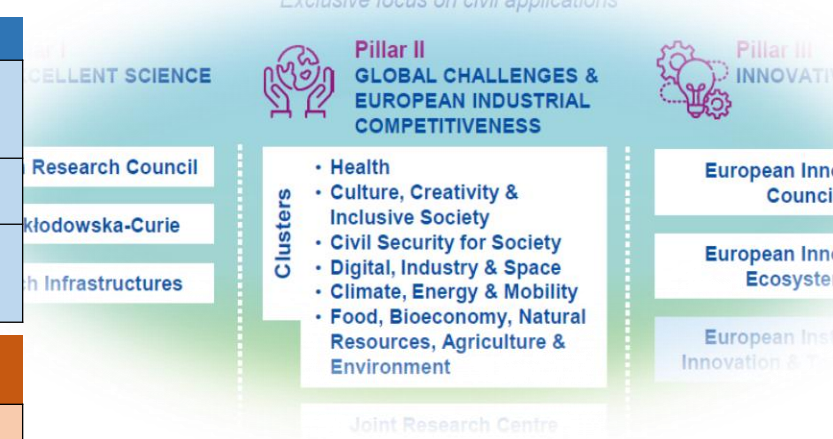 Exclusive focus on civil applications
CELLENT SCIENCE
Research Council
kłodowska-Curie
h Infrastructures
Pillar II
GLOBAL CHALLENGES &
EUROPEAN INDUSTRIAL
COMPETITIVENESS
Clusters
• Health
• Culture, Creativity &
Inclusive Society
• Civil Security for Society
• Digital, Industry & Space
• Climate, Energy & Mobility
• Food, Bioeconomy, Natural
Resources, Agriculture &
Environment
Joint Research Centre
Pillar III
INNOVATIV
European Inno
Counci
European Inno
Ecosyste
European Inst
Innovation &